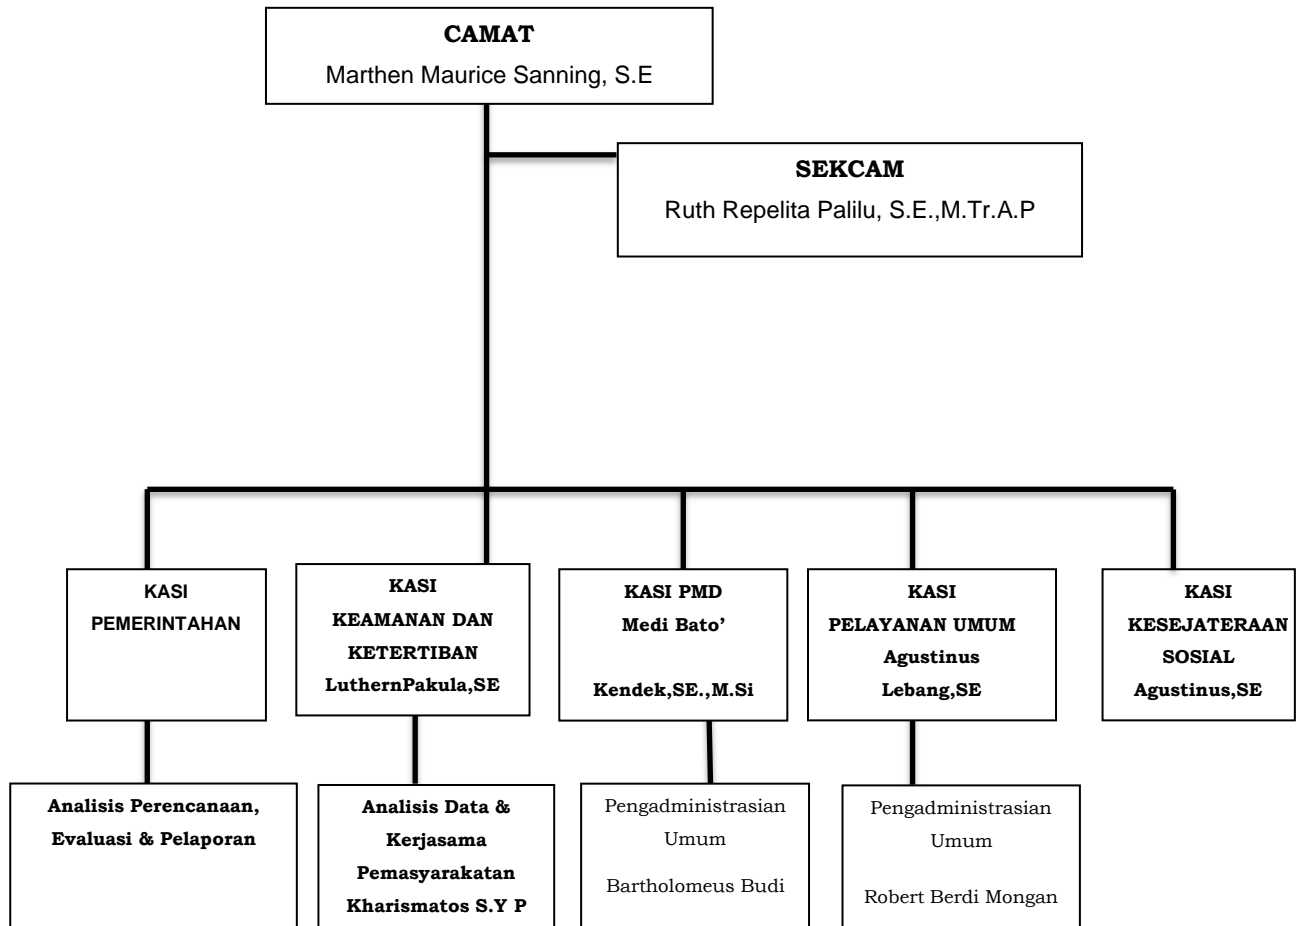 CAMAT
Marthen Maurice Sanning, S.E
SEKCAM
Ruth Repelita Palilu, S.E.,M.Tr.A.P
KASI
PEMERINTAHAN
KASI
KEAMANAN DAN
KETERTIBAN
LuthernPakula,SE
KASI PMD
Medi Bato’
Kendek,SE.,M.Si
KASI
PELAYANAN UMUM
Agustinus
Lebang,SE
KASI
KESEJATERAAN
SOSIAL
Agustinus,SE
Analisis Perencanaan,
Evaluasi & Pelaporan
Analisis Data &
Kerjasama
Pemasyarakatan
Kharismatos S.Y P
Pengadministrasian
Umum
Bartholomeus Budi
Pengadministrasian
Umum
Robert Berdi Mongan